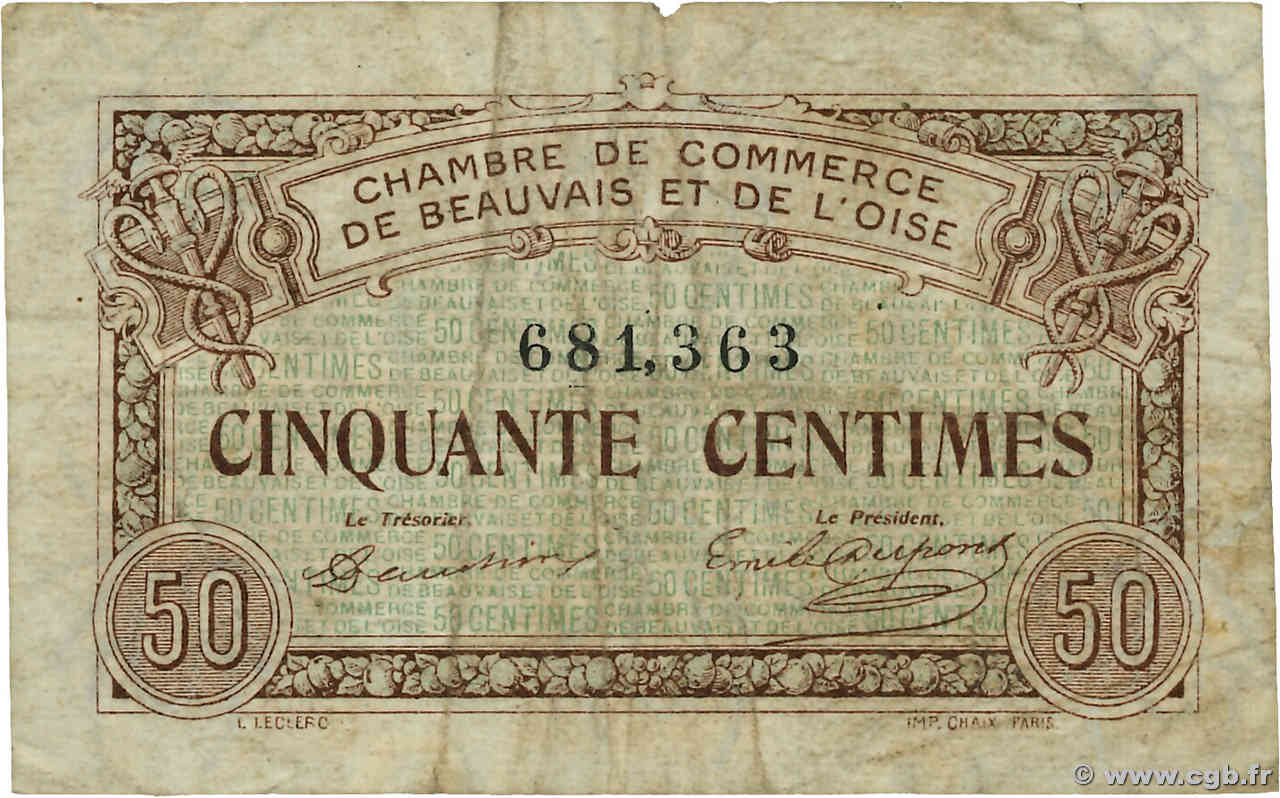 CHAMBRE DE COMMERCE
DE BEAUVAIS ET DE L'OISE
681,363
CINQUANTE CENTIMES
Le Trésorier,
Le Président,
50
50
L. LECLERC
IMP. CHAIX PARIS.
© www.cgb.fr